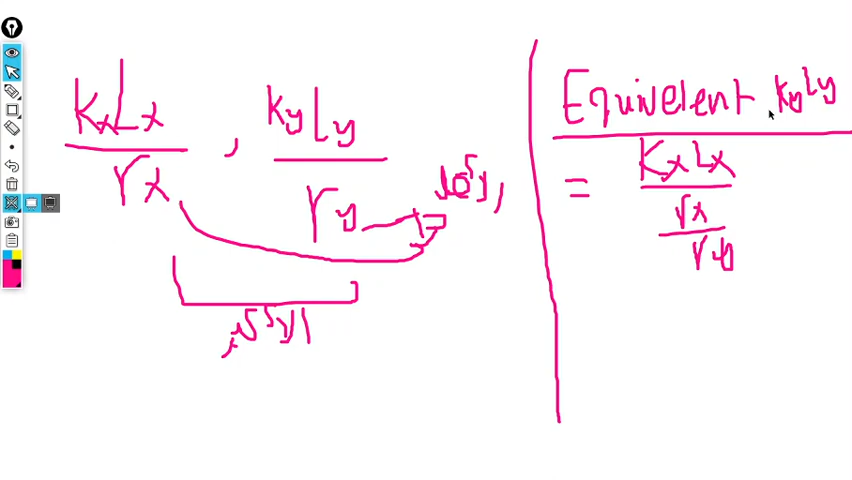 KxLx , KyLy
rx ry
Equivelent KyLy
= KxLx
rx
ry